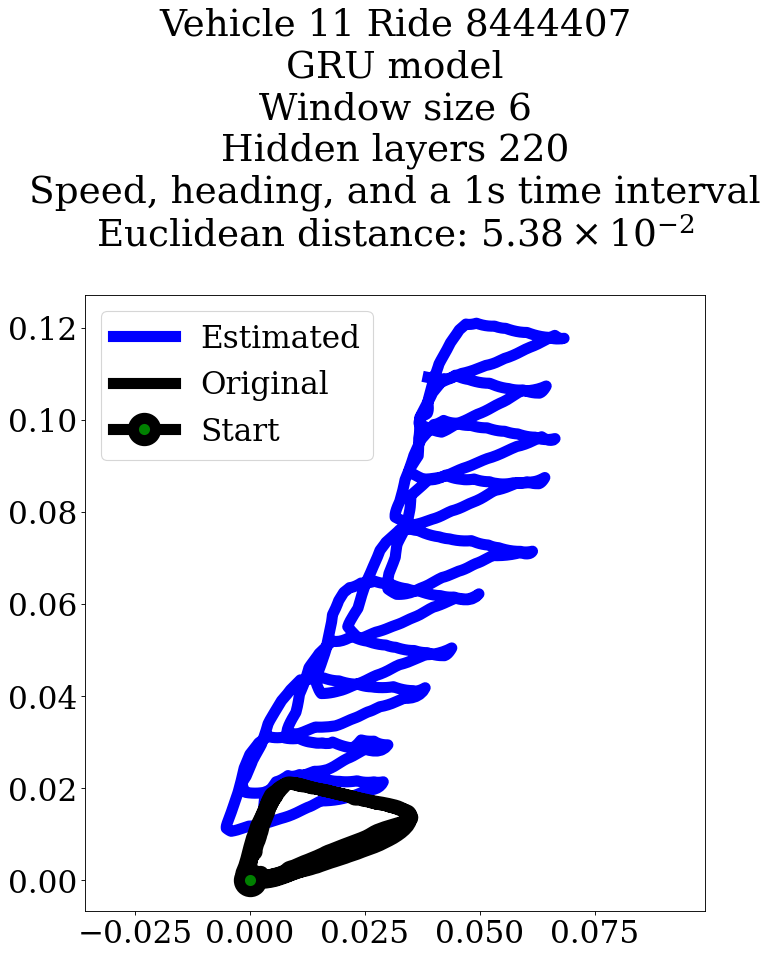 Vehicle 11 Ride 8444407
GRU model
Window size 6
Hidden layers 220
Speed, heading, and a 1s time interval
Euclidean distance: 5.38 × 10⁻²
Estimated
Original
Start
0.12
0.10
0.08
0.06
0.04
0.02
0.00
−0.025 0.000 0.025 0.050 0.075